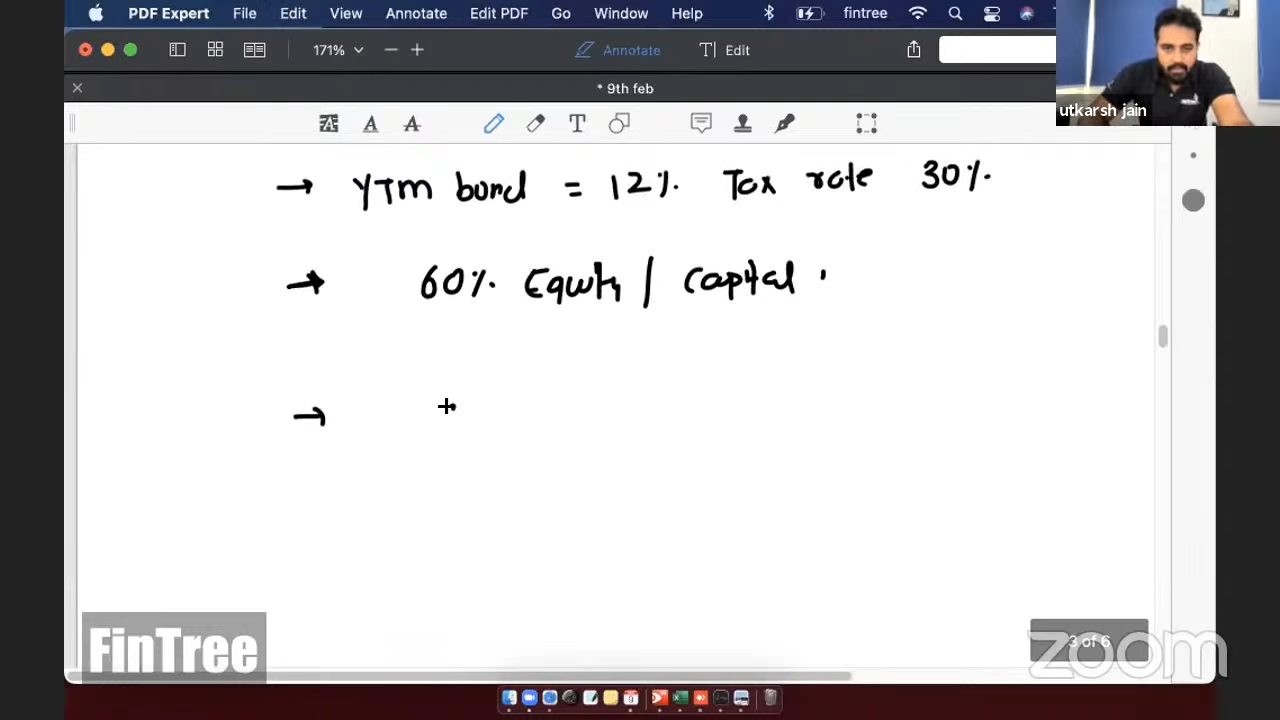 PDF Expert File Edit View Annotate Edit PDF Go Window Help fintree
171% Annotate T Edit
* 9th feb
utkarsh jain
→ YTM bond = 12%. Tax rate 30%.
→ 60% Equity / Capital
→
FinTree
3 of 6
zoom